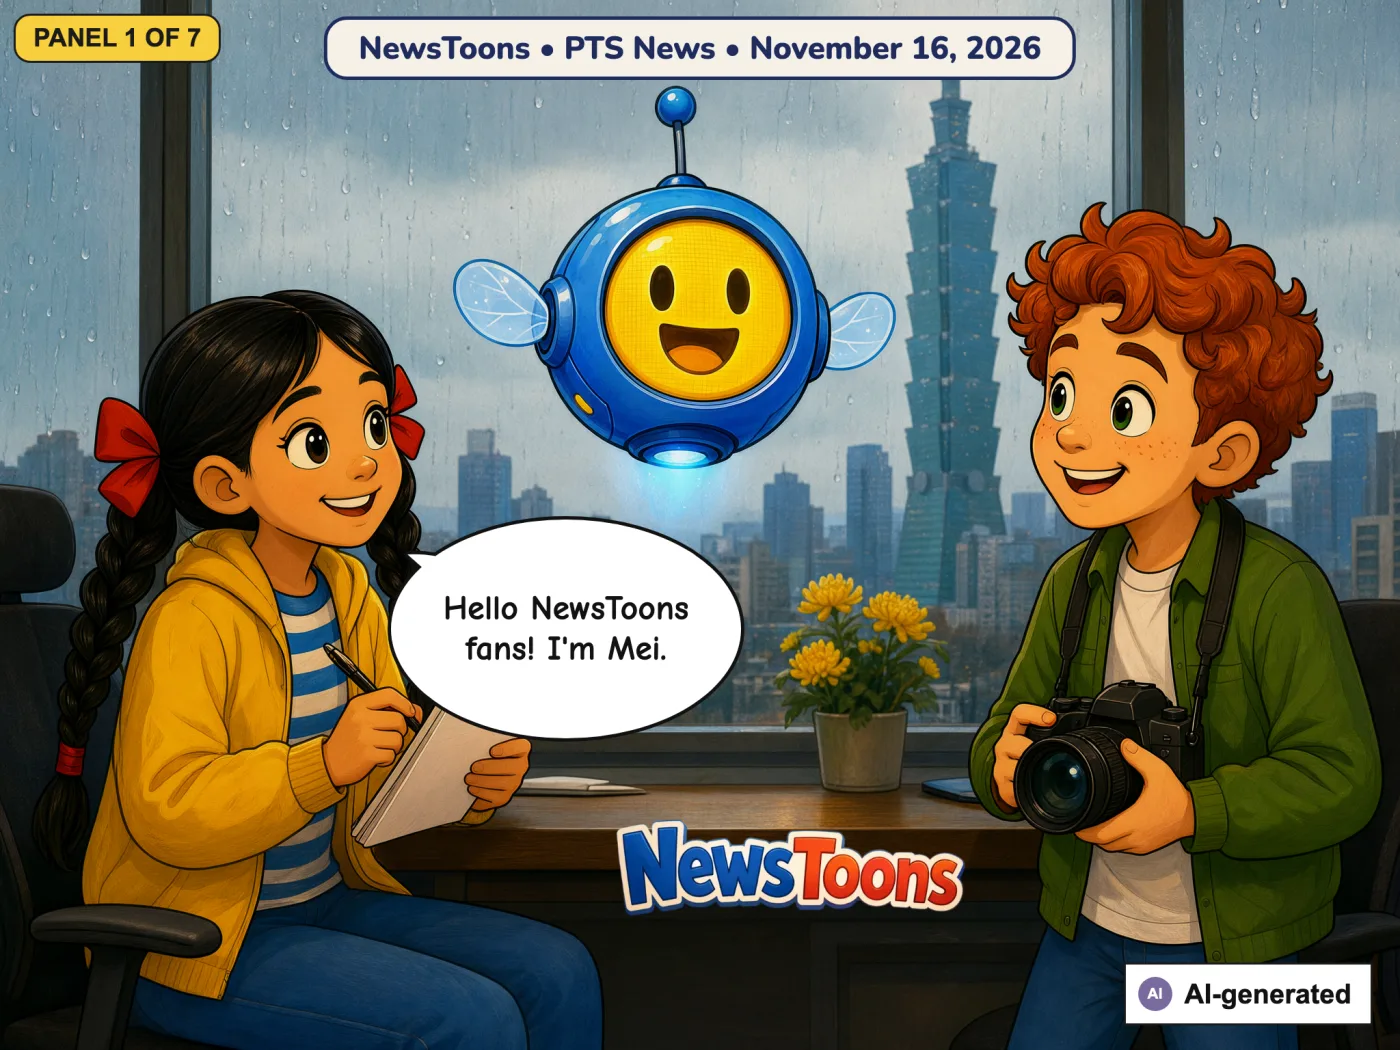 PANEL 1 OF 7
NewsToons • PTS News • November 16, 2026
Hello NewsToons
fans! I'm Mei.
NewsToons
AI AI-generated